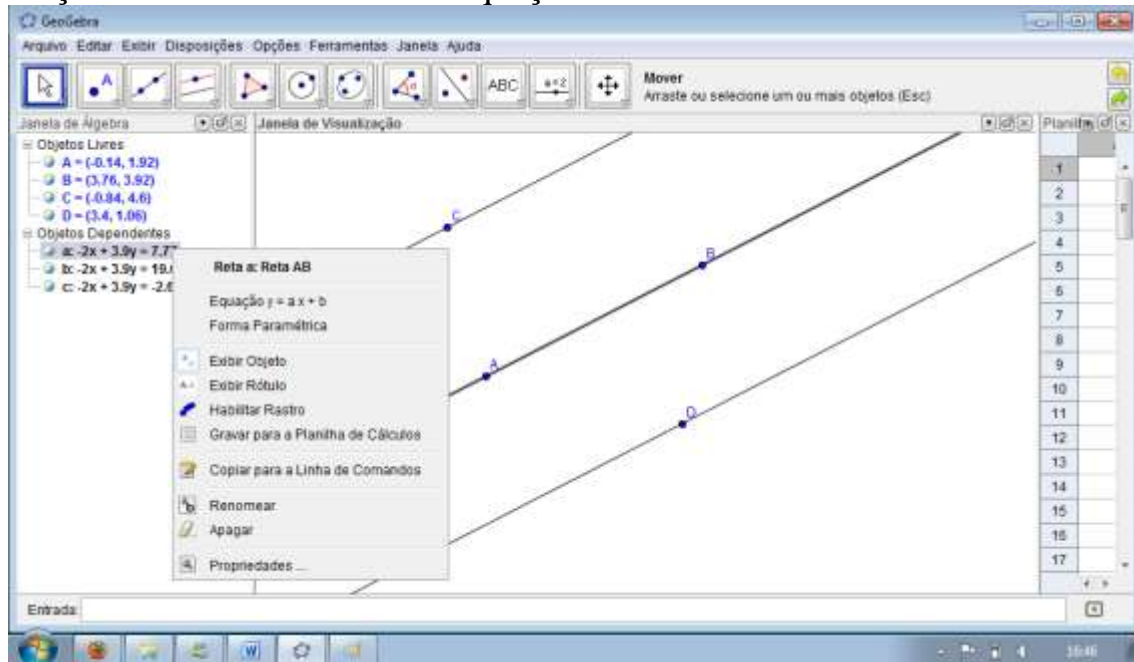 GeoGebra
Arquivo Editar Exibir Disposições Opções Ferramentas Janela Ajuda
A
ABC
a=2
Mover
Arraste ou selecione um ou mais objetos (Esc)
Janela de Álgebra
Janela de Visualização
Objetos Livres
A = (-0.14, 1.92)
B = (3.76, 3.92)
C = (-0.84, 4.6)
D = (3.4, 1.06)
Objetos Dependentes
a: -2x + 3.9y = 7.77
b: -2x + 3.9y = 19.
c: -2x + 3.9y = -2.6
Reta a: Reta AB
Equação y = a x + b
Forma Paramétrica
Exibir Objeto
Exibir Rótulo
Habilitar Rastro
Gravar para a Planilha de Cálculos
Copiar para a Linha de Comandos
Renomear
Apagar
Propriedades ...
C
B
A
D
1
2
3
4
5
6
7
8
9
10
11
12
13
14
15
16
17
Entrada:
W
16:46